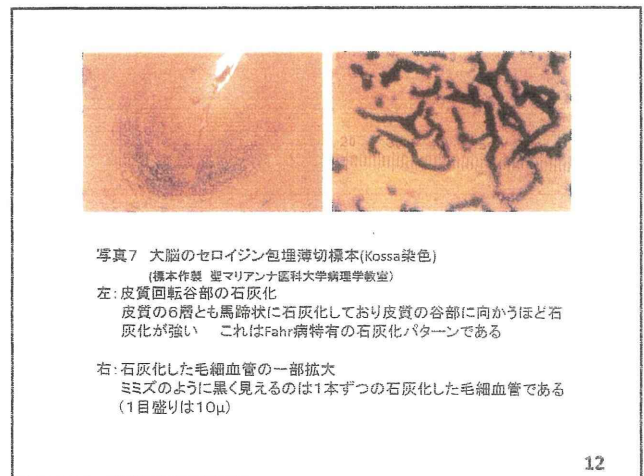 20
写真7　大脳のセロイジン包埋薄切標本(Kossa染色)
(標本作製　聖マリアンナ医科大学病理学教室)
左:皮質回転谷部の石灰化
皮質の6層とも馬蹄状に石灰化しており皮質の谷部に向かうほど石
灰化が強い　これはFahr病特有の石灰化パターンである
右:石灰化した毛細血管の一部拡大
ミミズのように黒く見えるのは1本ずつの石灰化した毛細血管である
(1目盛りは10μ)
12